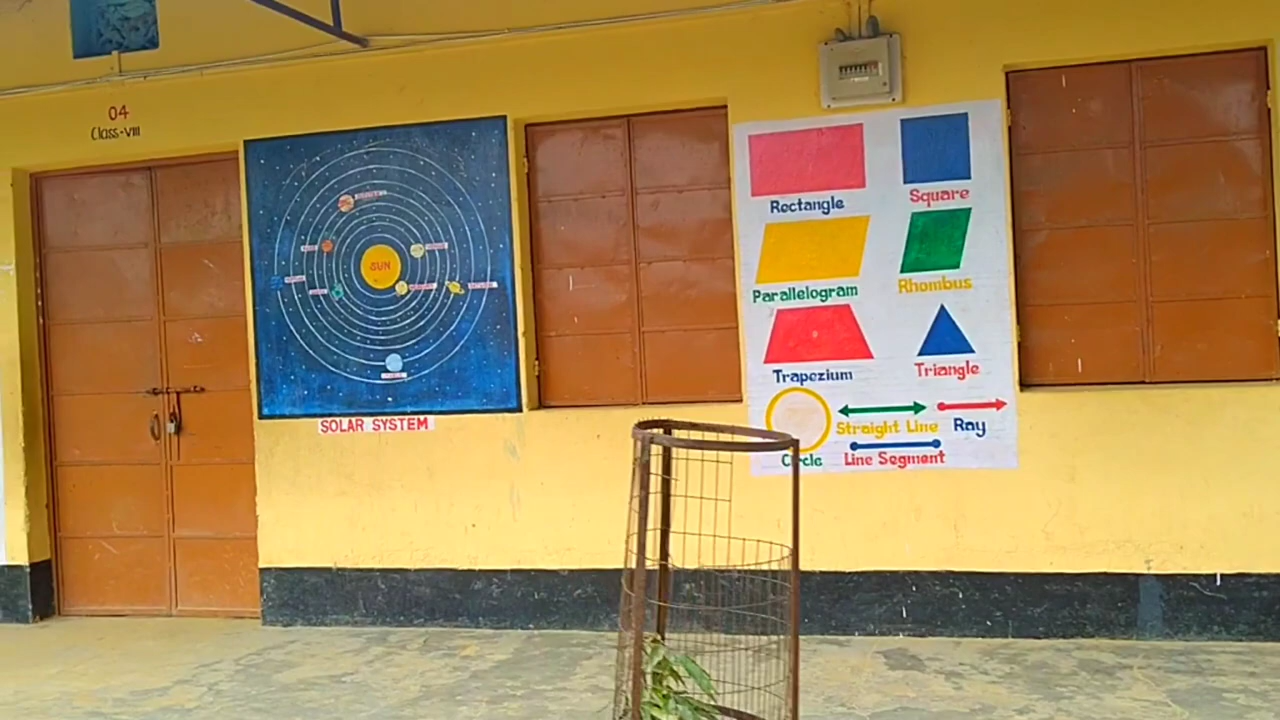 04
Class-VIII
SUN
SOLAR SYSTEM
Rectangle
Square
Parallelogram
Rhombus
Trapezium
Triangle
Circle
Straight Line
Ray
Line Segment